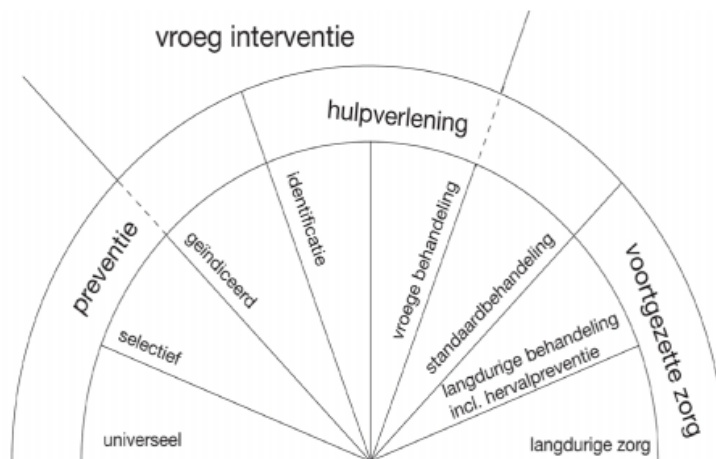 vroeg interventie
hulpverlening
preventie
voortgezette zorg
universeel
selectief
geïndiceerd
identificatie
vroege behandeling
standaardbehandeling
langdurige behandeling
incl. hervalpreventie
langdurige zorg